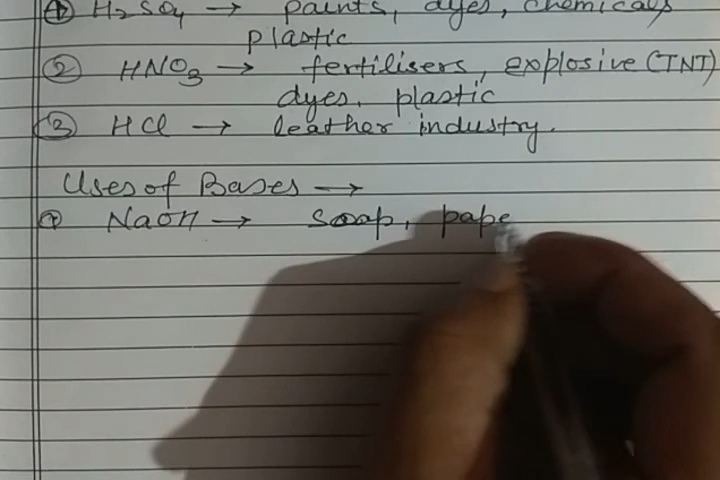 ① H₂SO₄ → paints, dyes, chemicals
plastic
② HNO₃ → fertilisers, explosive (TNT)
dyes, plastic
③ HCl → leather industry.
Uses of Bases →
① NaOH → soap, pape